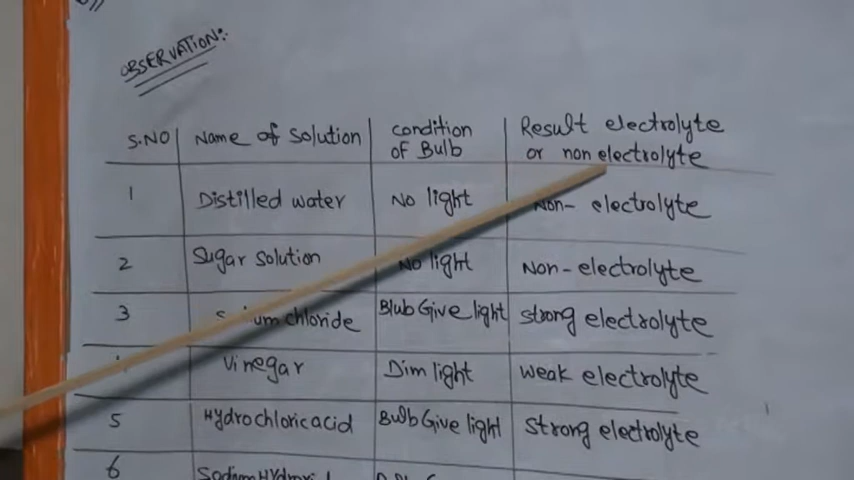 OBSERVATION:
S.NO Name of solution condition of Bulb Result electrolyte or non electrolyte
1 Distilled water No light Non- electrolyte
2 Sugar solution No light Non-electrolyte
3 chloride Blub Give light strong electrolyte
Vinegar Dim light weak electrolyte
5 Hydrochloric acid Bulb Give light strong electrolyte
6